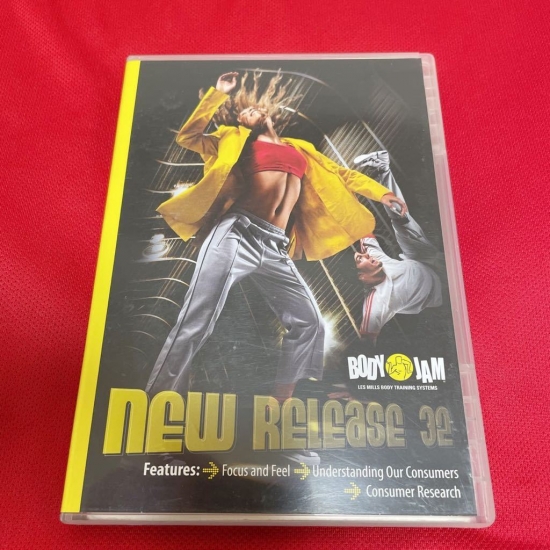 BODY JAM
LES MILLS BODY TRAINING SYSTEMS
NEW RELEASE 32
Features: Focus and Feel Understanding Our Consumers
Consumer Research